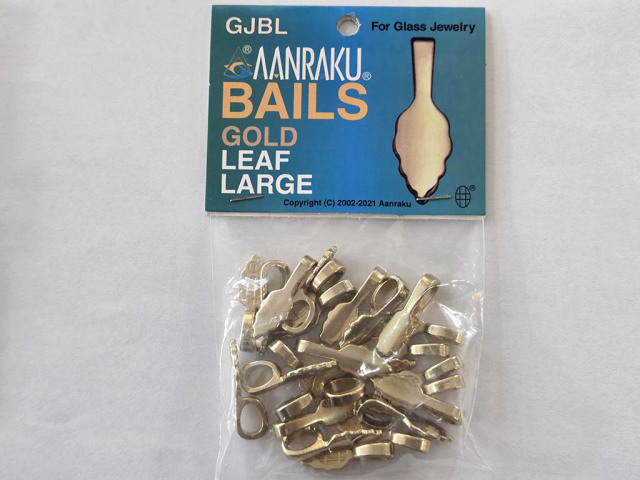 GJBL
For Glass Jewelry
® AANRAKU®
BAILS
GOLD
LEAF
LARGE
Copyright (C) 2002-2021 Aanraku
®